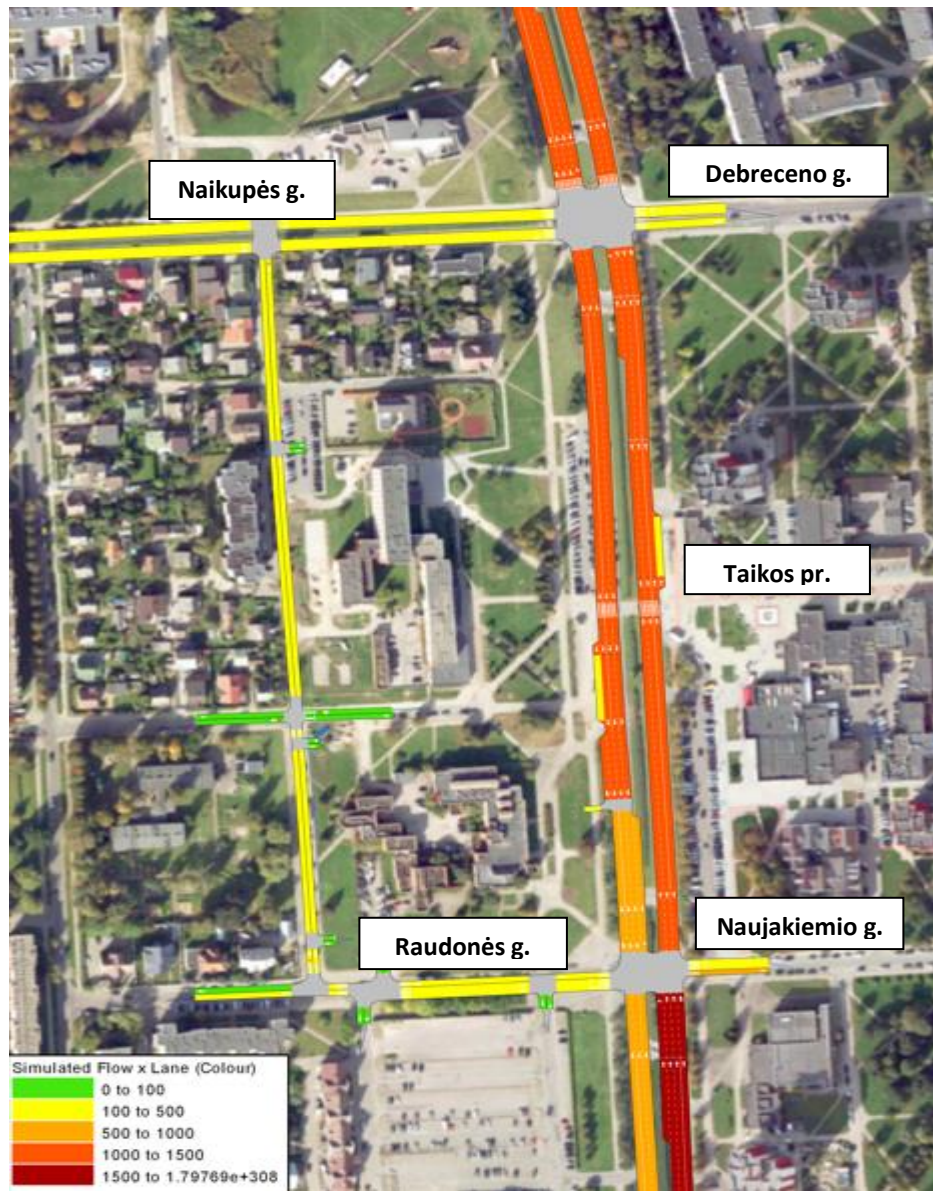 Debreceno g.
Naikupės g.
Taikos pr.
Naujakiemio g.
Raudonės g.
Simulated Flow x Lane (Colour)
0 to 100
100 to 500
500 to 1000
1000 to 1500
1500 to 1.79769e+308